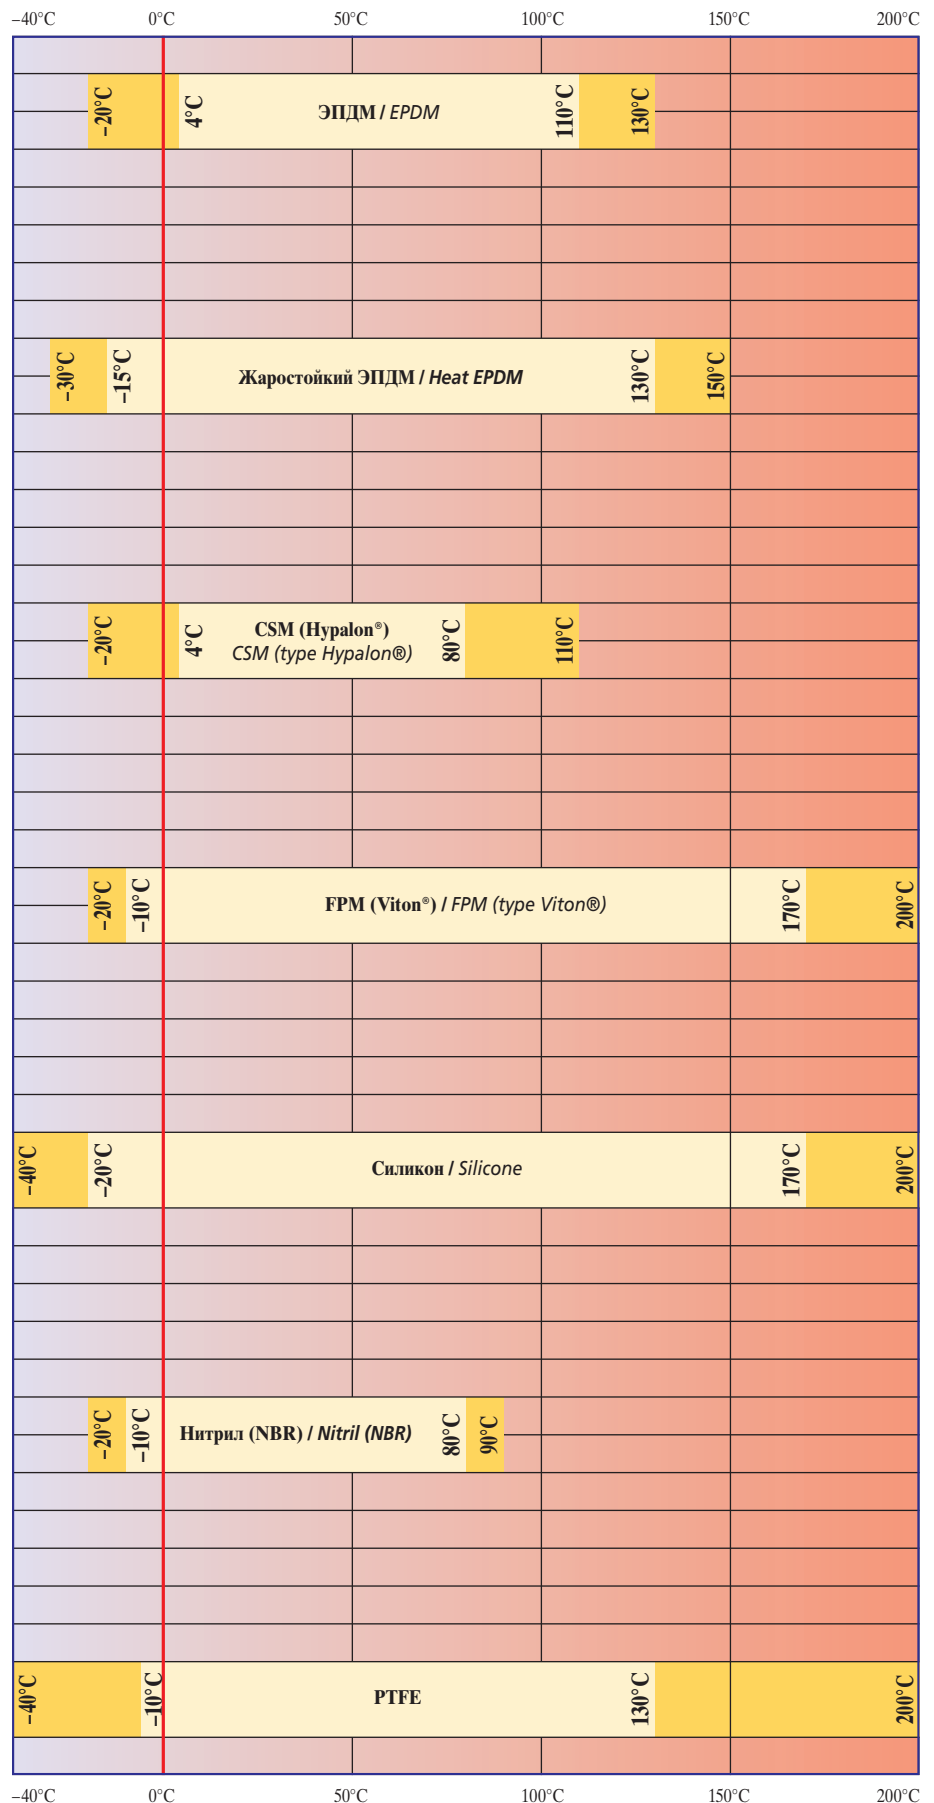 −40°C 0°C 50°C 100°C 150°C 200°C
−20°C 4°C ЭПДМ / EPDM 110°C 130°C
−30°C −15°C Жаростойкий ЭПДМ / Heat EPDM 130°C 150°C
−20°C 4°C CSM (Hypalon®) 80°C 110°C
CSM (type Hypalon®)
−20°C −10°C FPM (Viton®) / FPM (type Viton®) 170°C 200°C
−40°C −20°C Силикон / Silicone 170°C 200°C
−20°C −10°C Нитрил (NBR) / Nitril (NBR) 80°C 90°C
−40°C −10°C PTFE 130°C 200°C
−40°C 0°C 50°C 100°C 150°C 200°C